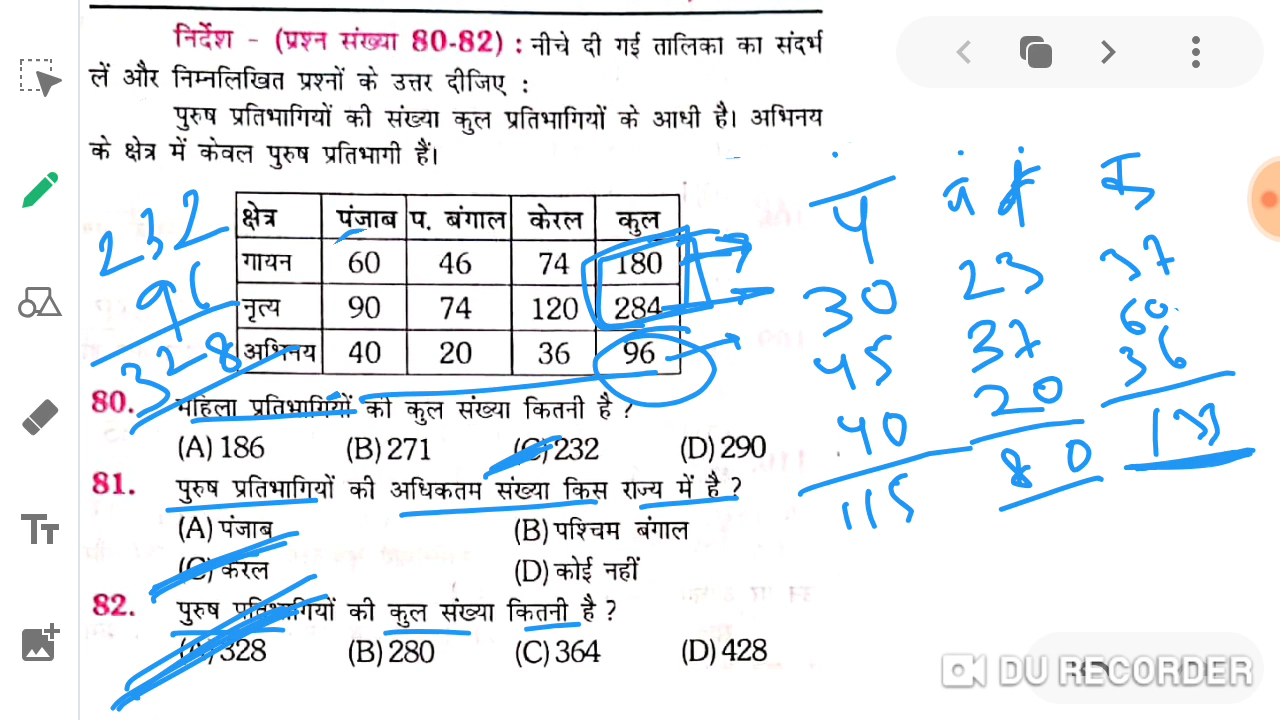 निर्देश - (प्रश्न संख्या 80-82) : नीचे दी गई तालिका का संदर्भ
लें और निम्नलिखित प्रश्नों के उत्तर दीजिए :
पुरुष प्रतिभागियों की संख्या कुल प्रतिभागियों के आधी है। अभिनय
के क्षेत्र में केवल पुरुष प्रतिभागी हैं।
क्षेत्र पंजाब प. बंगाल केरल कुल
गायन 60 46 74 180
नृत्य 90 74 120 284
अभिनय 40 20 36 96
232
96
328
80. महिला प्रतिभागियों की कुल संख्या कितनी है ?
(A) 186 (B) 271 (C) 232 (D) 290
81. पुरुष प्रतिभागियों की अधिकतम संख्या किस राज्य में है ?
(A) पंजाब (B) पश्चिम बंगाल
(C) केरल (D) कोई नहीं
82. पुरुष प्रतिभागियों की कुल संख्या कितनी है ?
(A) 328 (B) 280 (C) 364 (D) 428
30 23 37
45 37 60
40 20 36
115 80 133
Tт
DU RECORDER